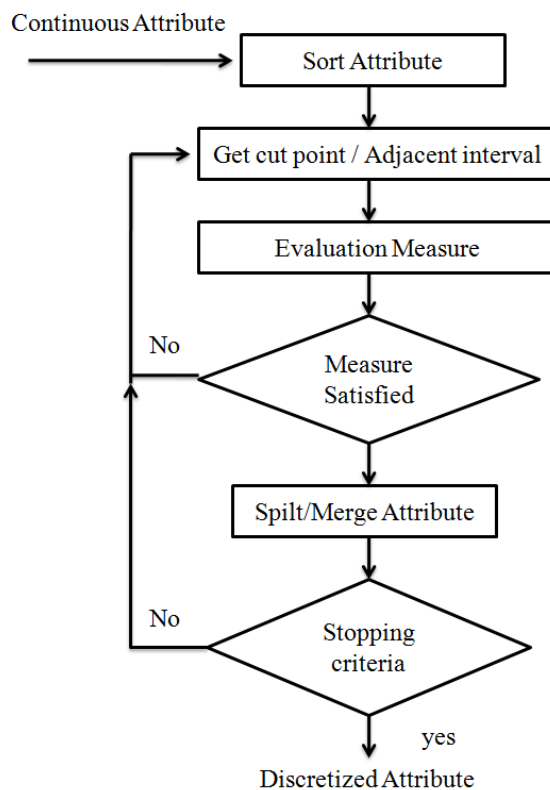 Continuous Attribute
Sort Attribute
Get cut point / Adjacent interval
Evaluation Measure
No
Measure
Satisfied
Spilt/Merge Attribute
No
Stopping
criteria
yes
Discretized Attribute